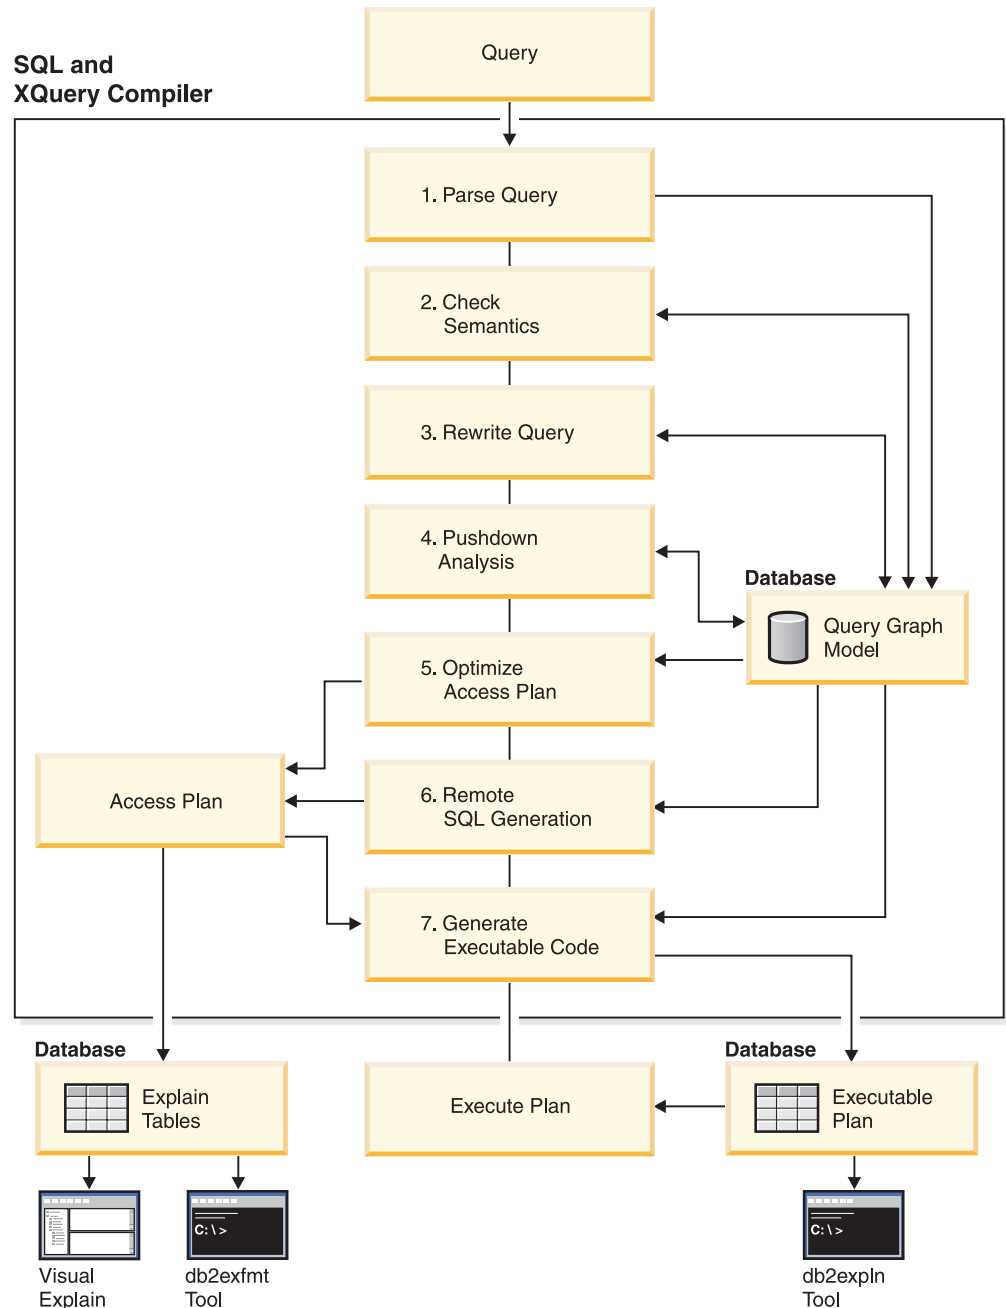 Query
SQL and
XQuery Compiler
1. Parse Query
2. Check
Semantics
3. Rewrite Query
4. Pushdown
Analysis
Database
Query Graph
Model
5. Optimize
Access Plan
Access Plan
6. Remote
SQL Generation
7. Generate
Executable Code
Database
Explain
Tables
Execute Plan
Database
Executable
Plan
C: \ >
C: \ >
Visual
Explain
db2exfmt
Tool
db2expln
Tool